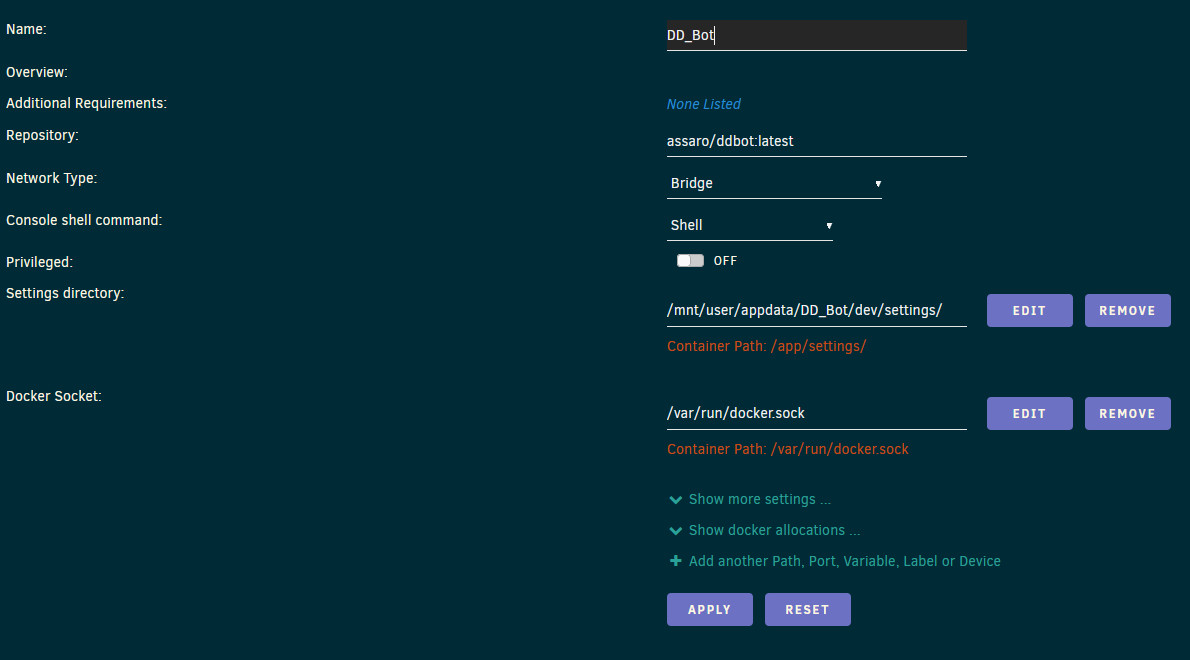 Name:
DD_Bot
Overview:
Additional Requirements:
None Listed
Repository:
assaro/ddbot:latest
Network Type:
Bridge
Console shell command:
Shell
Privileged:
OFF
Settings directory:
/mnt/user/appdata/DD_Bot/dev/settings/
EDIT
REMOVE
Container Path: /app/settings/
Docker Socket:
/var/run/docker.sock
EDIT
REMOVE
Container Path: /var/run/docker.sock
Show more settings ...
Show docker allocations ...
Add another Path, Port, Variable, Label or Device
APPLY
RESET